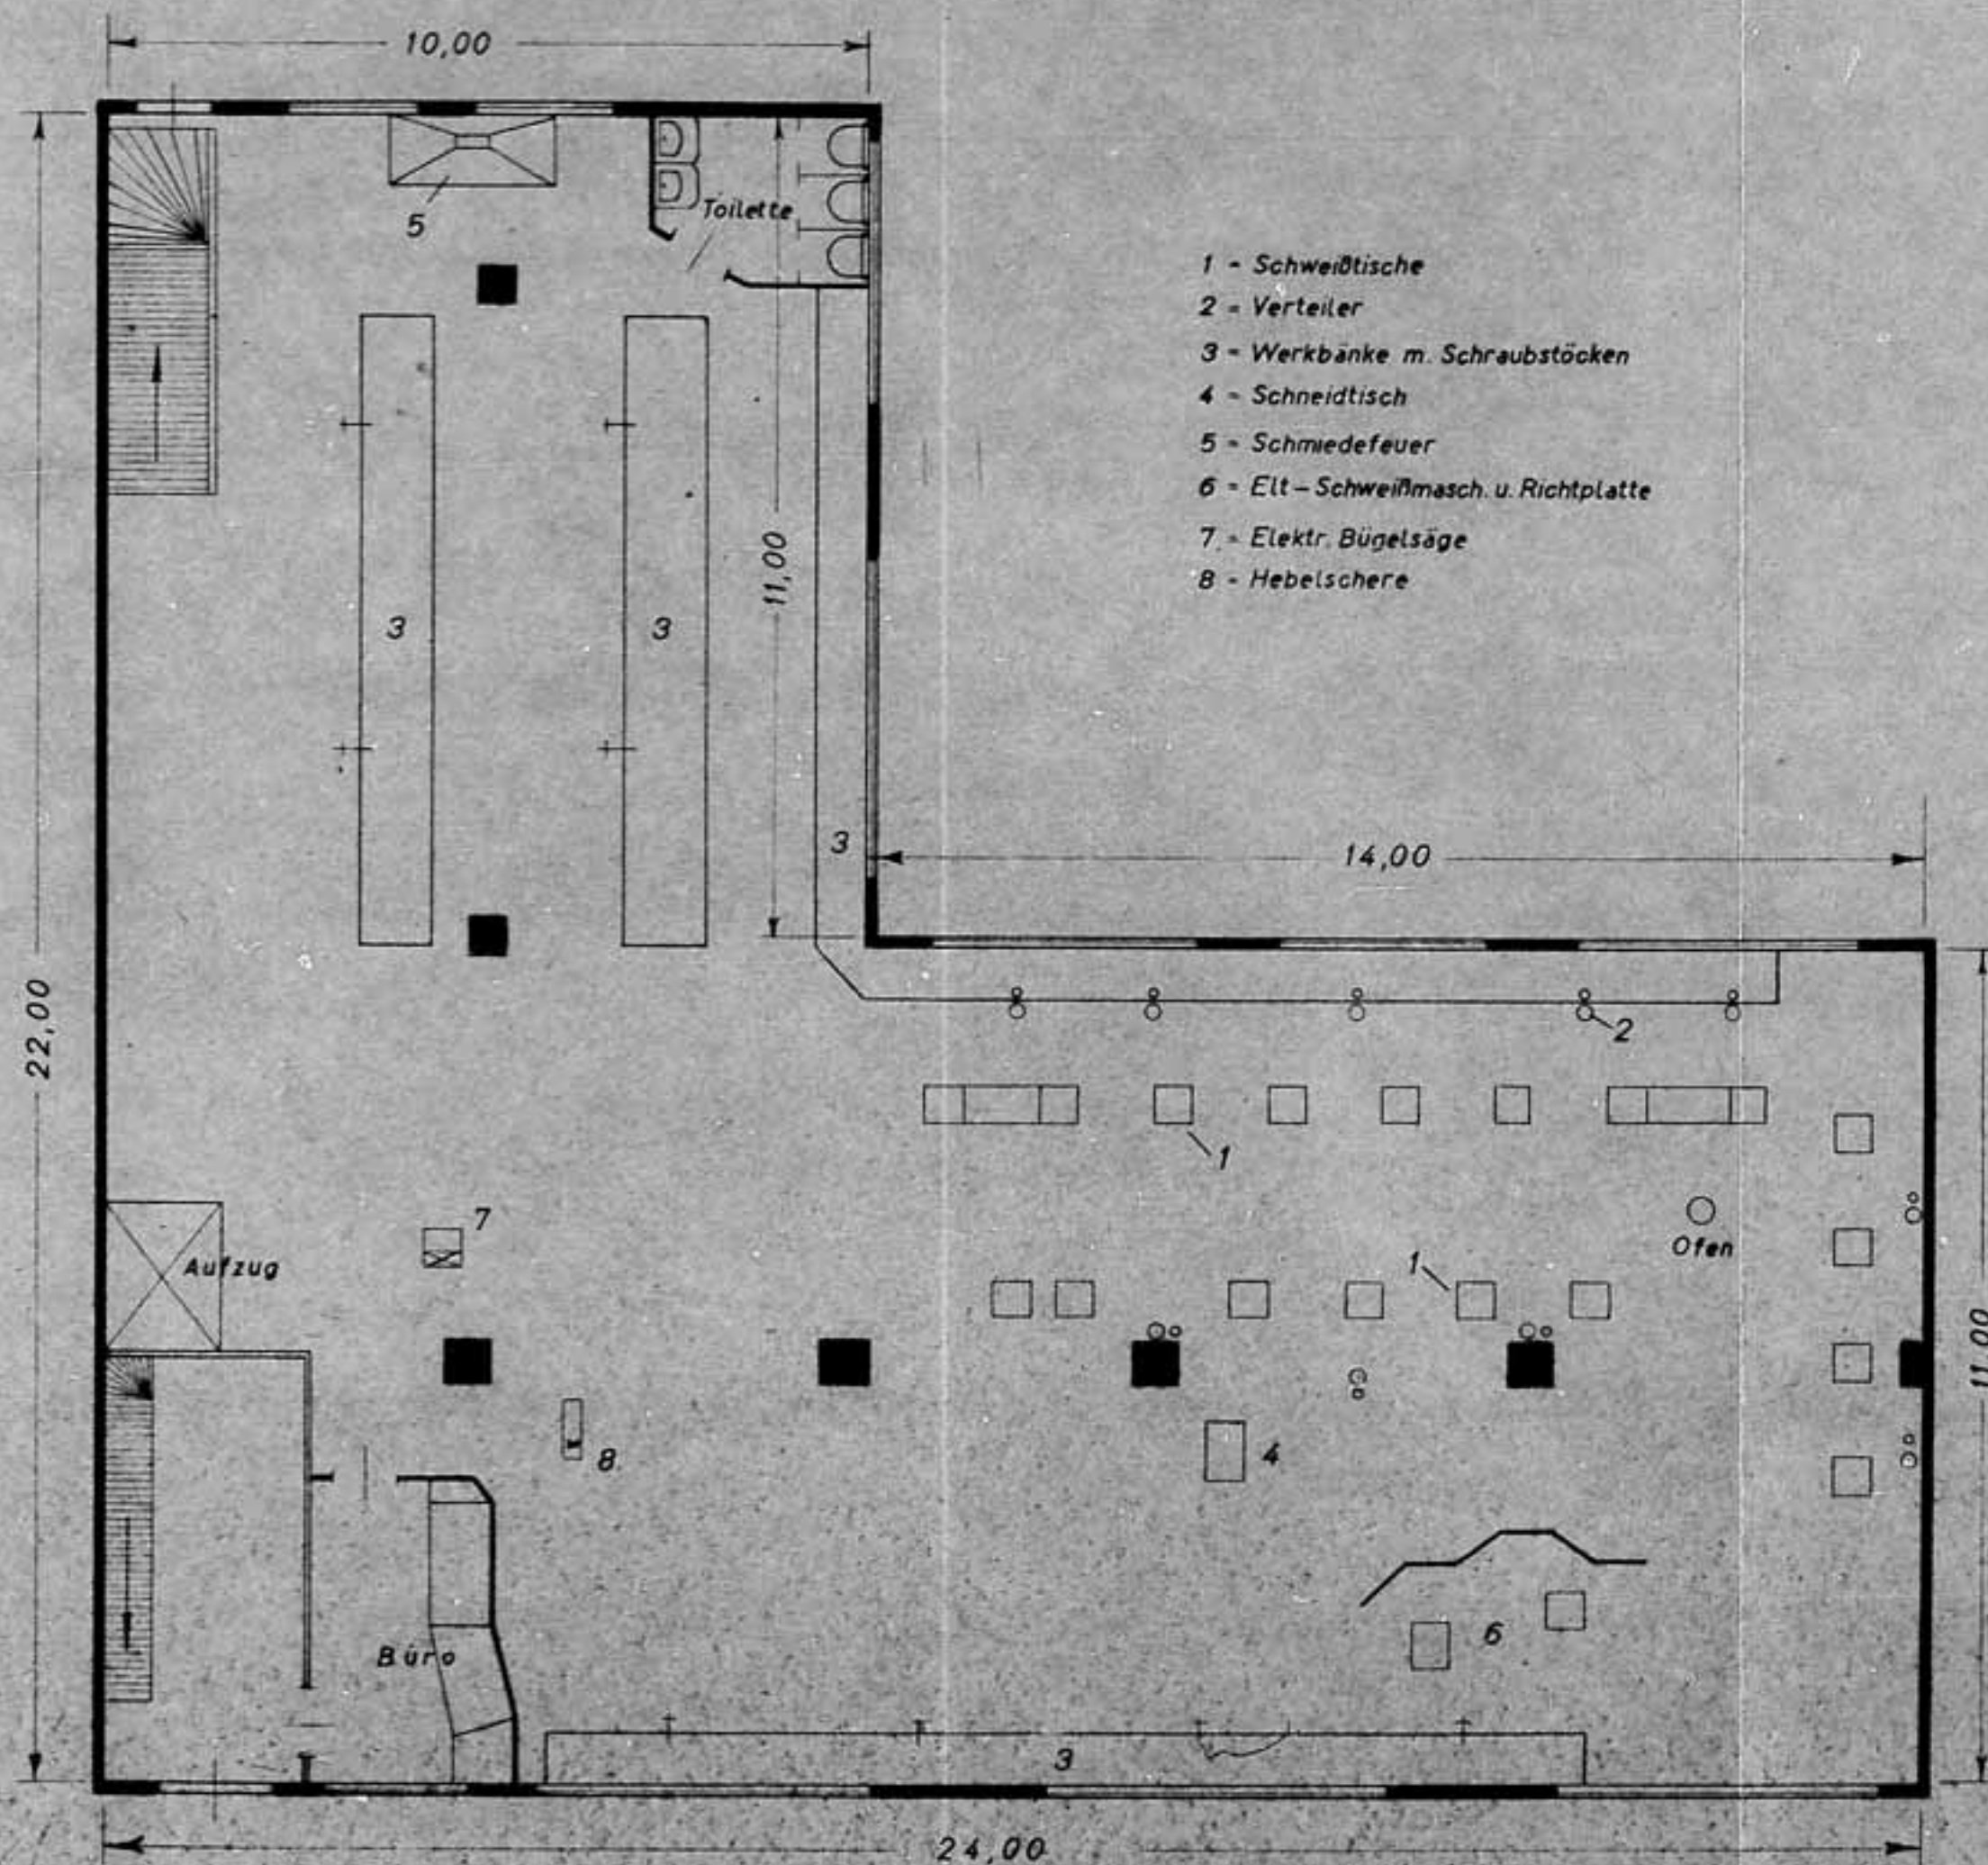 10,00
5
Toilette
1 - Schweißtische
2 - Verteiler
3 - Werkbänke m. Schraubstöcken
4 - Schneidtisch
5 - Schmiedefeuer
6 - Elt-Schweißmasch. u. Richtplatte
7 - Elektr. Bügelsäge
8 - Hebelschere
11,00
3
3
3
14,00
22,00
2
1
7
Aufzug
Ofen
1
11,00
8
4
Büro
6
3
24,00